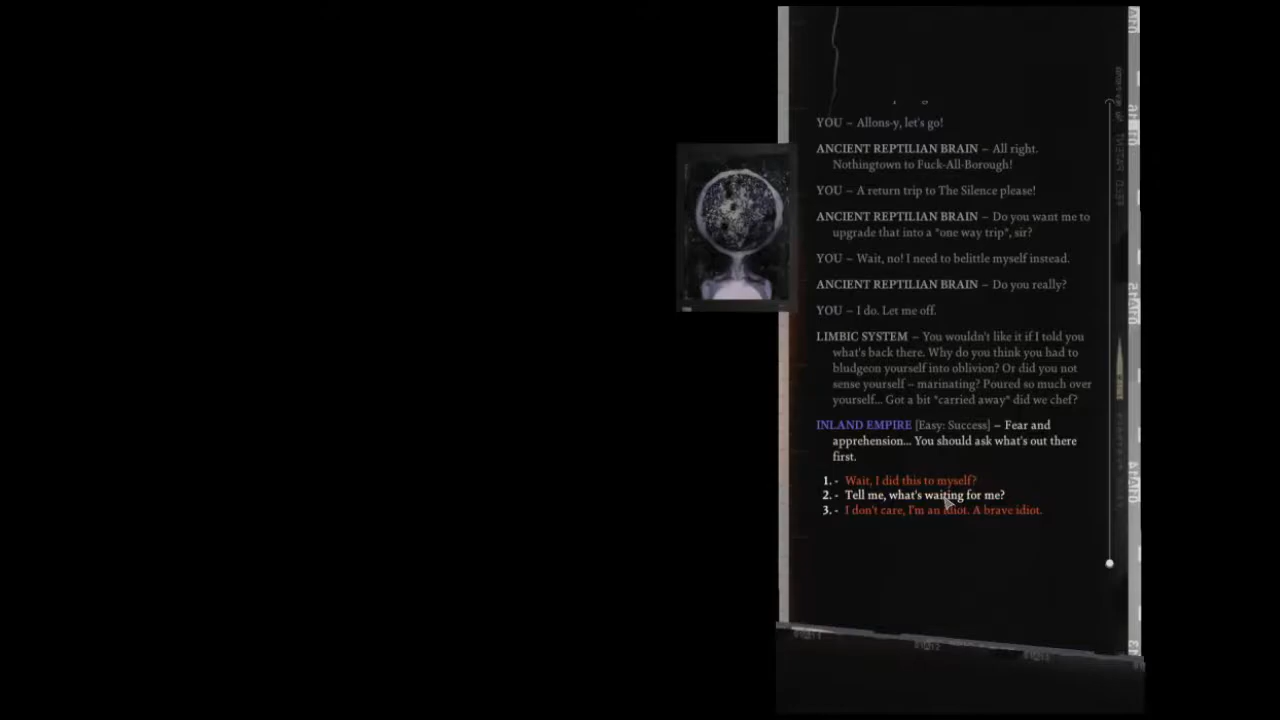 YOU – Allons-y, let's go!
ANCIENT REPTILIAN BRAIN – All right.
Nothingtown to Fuck-All-Borough!
YOU – A return trip to The Silence please!
ANCIENT REPTILIAN BRAIN – Do you want me to
upgrade that into a *one way trip*, sir?
YOU – Wait, no! I need to belittle myself instead.
ANCIENT REPTILIAN BRAIN – Do you really?
YOU – I do. Let me off.
LIMBIC SYSTEM – You wouldn't like it if I told you
what's back there. Why do you think you had to
bludgeon yourself into oblivion? Or did you not
sense yourself – marinating? Poured so much over
yourself... Got a bit *carried away* did we chef?
INLAND EMPIRE [Easy: Success] – Fear and
apprehension... You should ask what's out there
first.
1. - Wait, I did this to myself?
2. - Tell me, what's waiting for me?
3. - I don't care, I'm an idiot. A brave idiot.